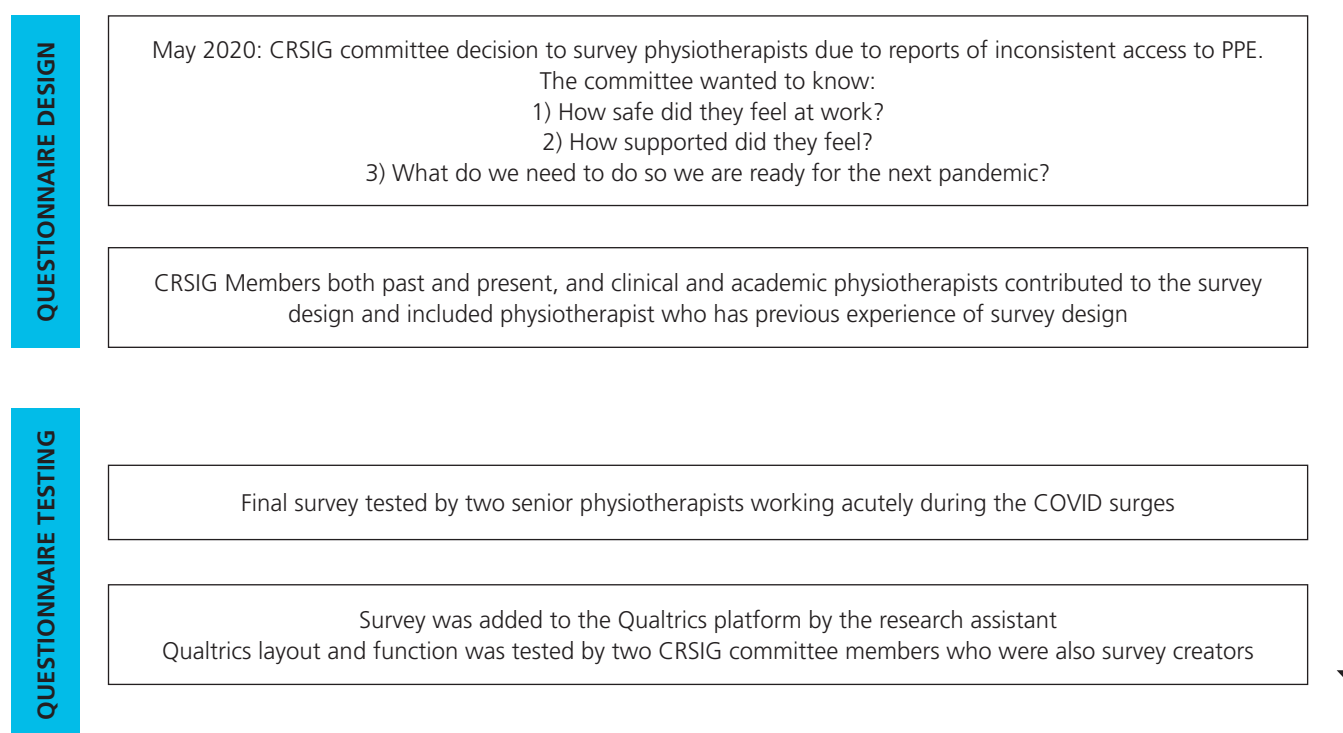 QUESTIONNAIRE DESIGN
May 2020: CRSIG committee decision to survey physiotherapists due to reports of inconsistent access to PPE.
The committee wanted to know:
1) How safe did they feel at work?
2) How supported did they feel?
3) What do we need to do so we are ready for the next pandemic?
CRSIG Members both past and present, and clinical and academic physiotherapists contributed to the survey
design and included physiotherapist who has previous experience of survey design
QUESTIONNAIRE TESTING
Final survey tested by two senior physiotherapists working acutely during the COVID surges
Survey was added to the Qualtrics platform by the research assistant
Qualtrics layout and function was tested by two CRSIG committee members who were also survey creators